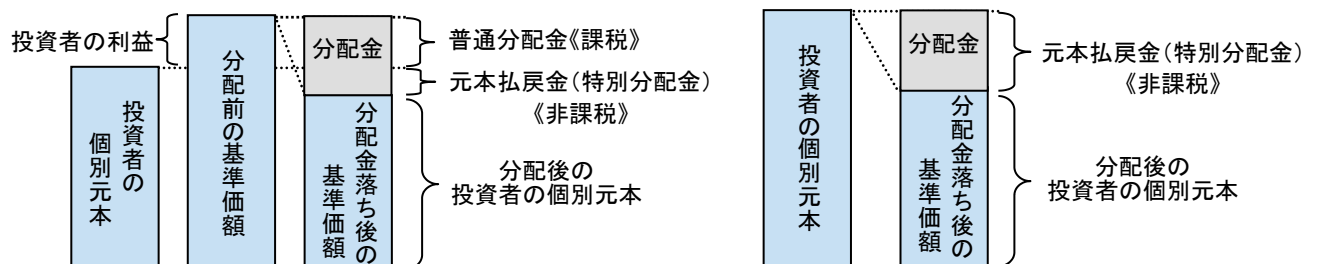 投資者の利益
投資者の
個別元本
分配前の基準価額
分配金
分配金落ち後の
基準価額
普通分配金《課税》
元本払戻金(特別分配金)
《非課税》
分配後の
投資者の個別元本
投資者の個別元本
分配金
分配金落ち後の
基準価額
元本払戻金(特別分配金)
《非課税》
分配後の
投資者の個別元本